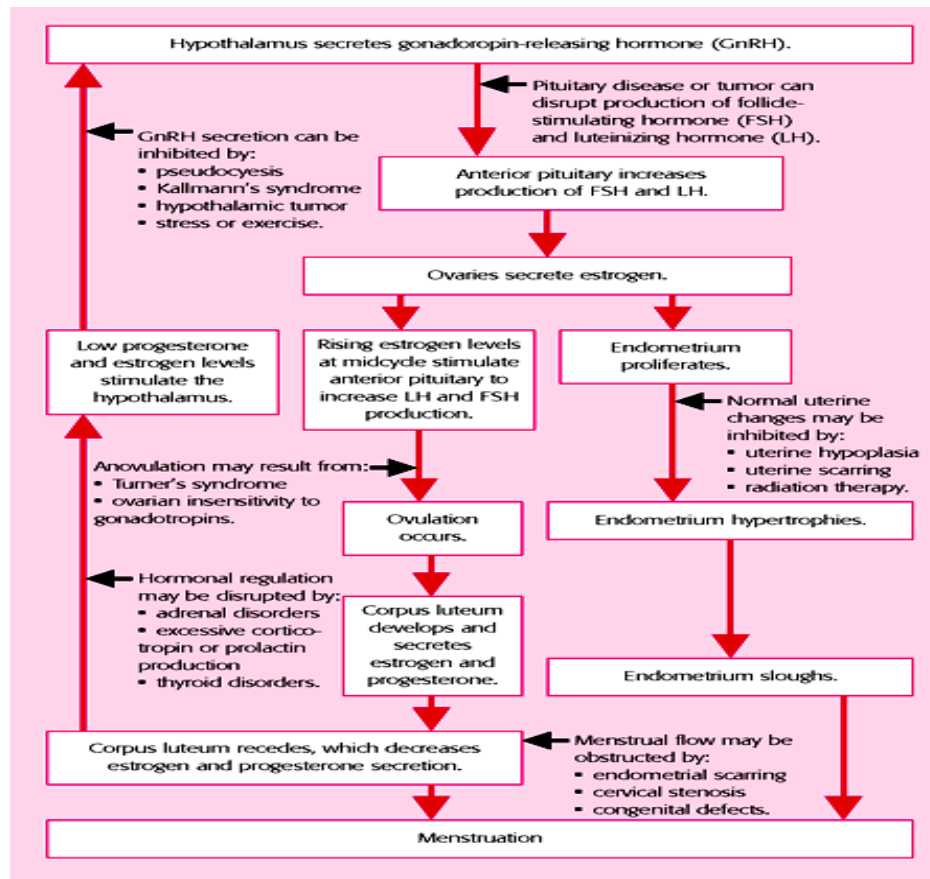 Hypothalamus secretes gonadoropin-releasing hormone (GnRH).
Pituitary disease or tumor can
disrupt production of follicle-
stimulating hormone (FSH)
and luteinizing hormone (LH).
GnRH secretion can be
inhibited by:
• pseudocyesis
• Kallmann's syndrome
• hypothalamic tumor
• stress or exercise.
Anterior pituitary increases
production of FSH and LH.
Ovaries secrete estrogen.
Low progesterone
and estrogen levels
stimulate the
hypothalamus.
Rising estrogen levels
at midcycle stimulate
anterior pituitary to
increase LH and FSH
production.
Endometrium
proliferates.
Normal uterine
changes may be
inhibited by:
• uterine hypoplasia
• uterine scarring
• radiation therapy.
Anovulation may result from:
• Turner's syndrome
• ovarian insensitivity to
gonadotropins.
Ovulation
occurs.
Endometrium hypertrophies.
Hormonal regulation
may be disrupted by:
• adrenal disorders
• excessive cortico-
tropin or prolactin
production
• thyroid disorders.
Corpus luteum
develops and
secretes
estrogen and
progesterone.
Endometrium sloughs.
Corpus luteum recedes, which decreases
estrogen and progesterone secretion.
Menstrual flow may be
obstructed by:
• endometrial scarring
• cervical stenosis
• congenital defects.
Menstruation